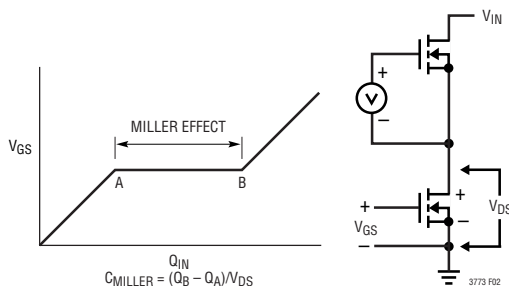 MILLER EFFECT
V_GS
A
B
Q_IN
C_MILLER = (Q_B – Q_A)/V_DS
V_IN
+
V
–
+
V_GS
–
+
–
V_DS
3773 F02